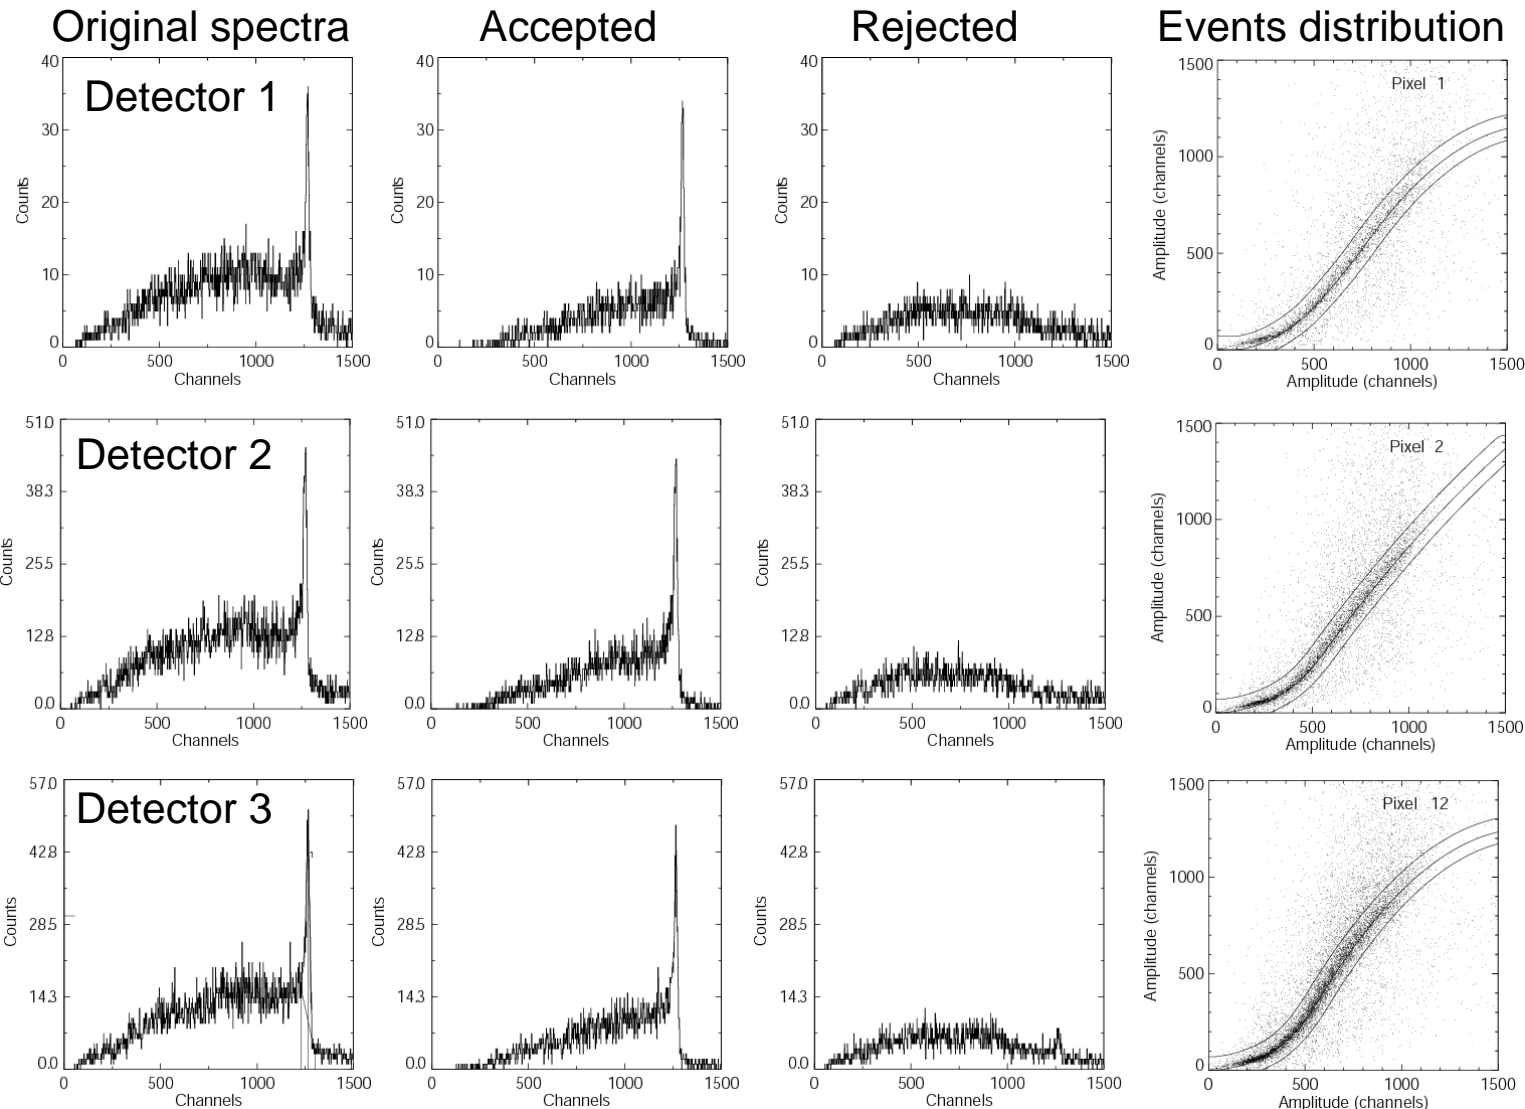 Original spectra Accepted Rejected Events distribution
Detector 1
40
30
20
10
0
Counts
0 500 1000 1500
Channels
40
30
20
10
0
Counts
0 500 1000 1500
Channels
40
30
20
10
0
Counts
0 500 1000 1500
Channels
Pixel 1
1500
1000
500
0
Amplitude (channels)
0 500 1000 1500
Amplitude (channels)
Detector 2
51.0
38.3
25.5
12.8
0.0
Counts
0 500 1000 1500
Channels
51.0
38.3
25.5
12.8
0.0
Counts
0 500 1000 1500
Channels
51.0
38.3
25.5
12.8
0.0
Counts
0 500 1000 1500
Channels
Pixel 2
1500
1000
500
0
Amplitude (channels)
0 500 1000 1500
Amplitude (channels)
Detector 3
57.0
42.8
28.5
14.3
0.0
Counts
0 500 1000 1500
Channels
57.0
42.8
28.5
14.3
0.0
Counts
0 500 1000 1500
Channels
57.0
42.8
28.5
14.3
0.0
Counts
0 500 1000 1500
Channels
Pixel 12
1500
1000
500
0
Amplitude (channels)
0 500 1000 1500
Amplitude (channels)